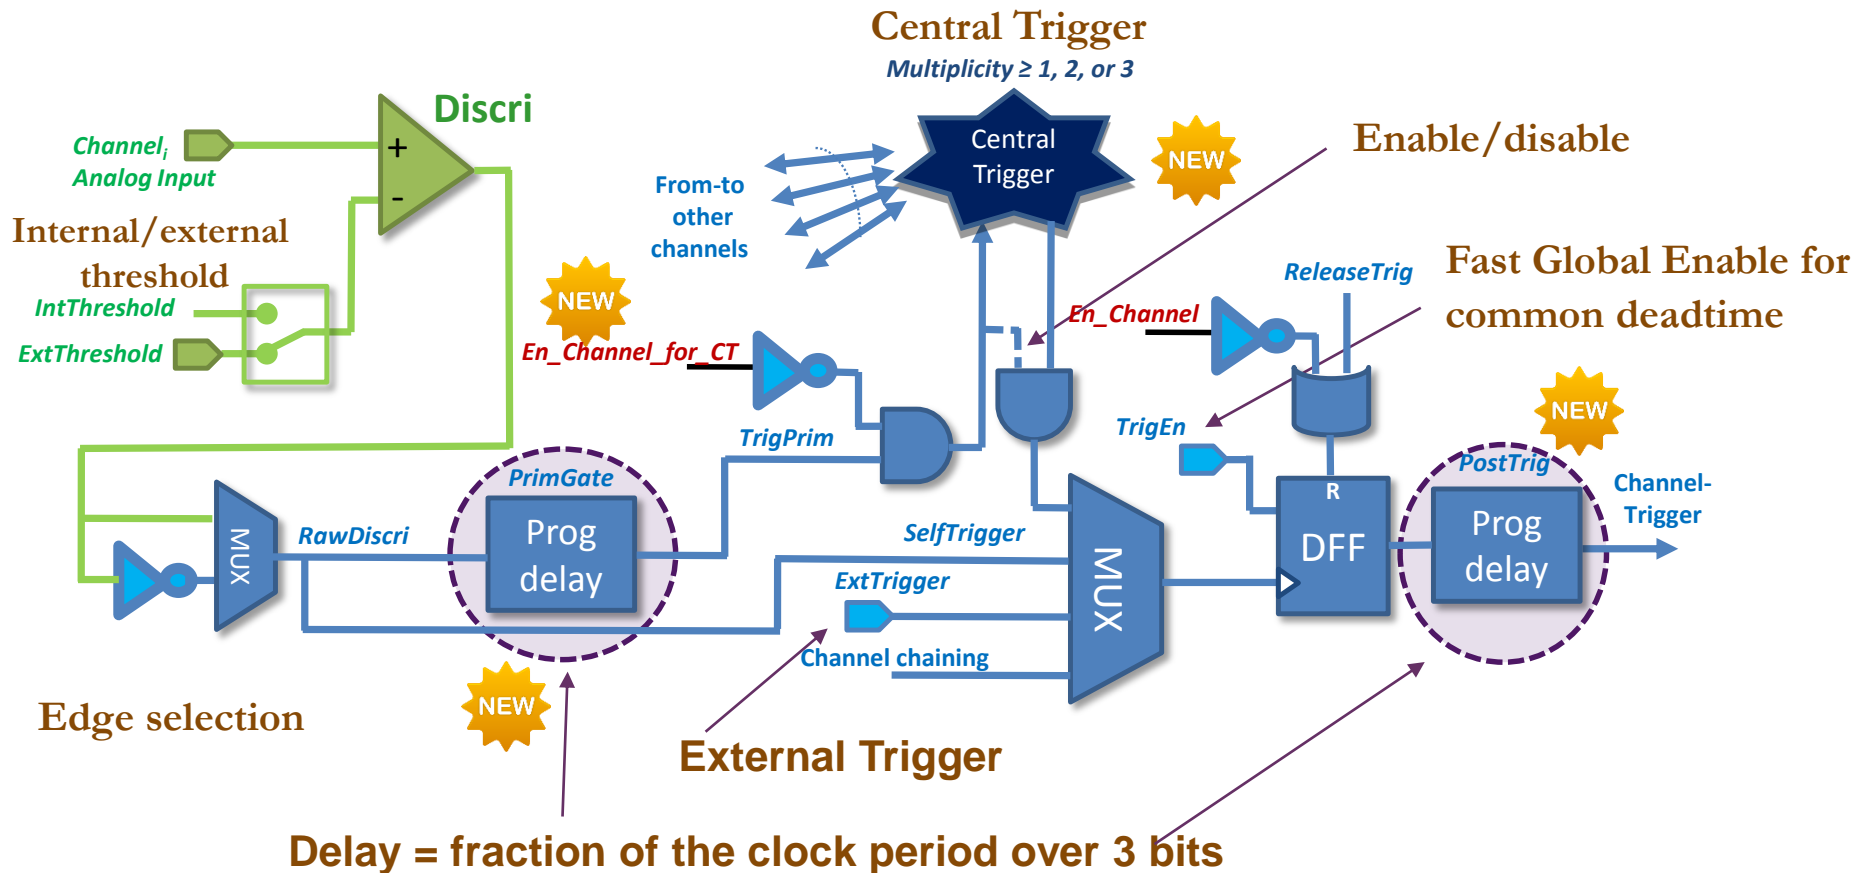 Central Trigger
Multiplicity ≥ 1, 2, or 3
Discri
Channeli
Analog Input
+
-
Internal/external
threshold
IntThreshold
ExtThreshold
From-to
other
channels
Central
Trigger
NEW
Enable/disable
NEW
En_Channel_for_CT
En_Channel
ReleaseTrig
Fast Global Enable for
common deadtime
TrigPrim
TrigEn
NEW
PrimGate
Prog
delay
MUX
RawDiscri
SelfTrigger
ExtTrigger
Channel chaining
MUX
R
DFF
PostTrig
Prog
delay
Channel-
Trigger
Edge selection
NEW
External Trigger
Delay = fraction of the clock period over 3 bits